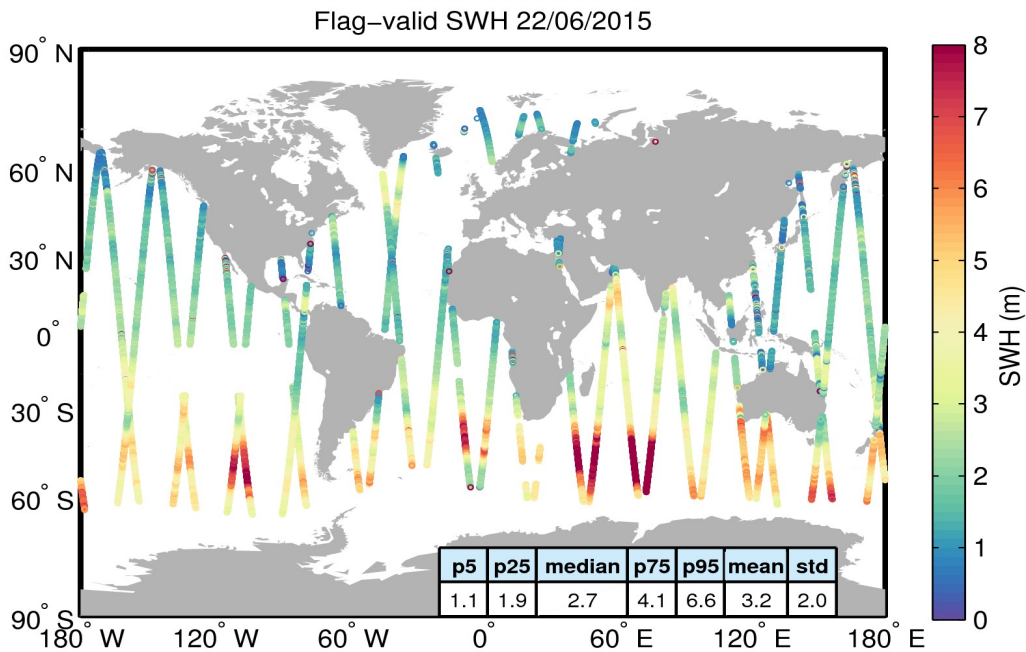 Flag−valid SWH 22/06/2015
90° N
60° N
30° N
0°
30° S
60° S
90° S
180° W 120° W 60° W 0° 60° E 120° E 180° E
p5 p25 median p75 p95 mean std
1.1 1.9 2.7 4.1 6.6 3.2 2.0
8
7
6
5
4
3
2
1
0
SWH (m)